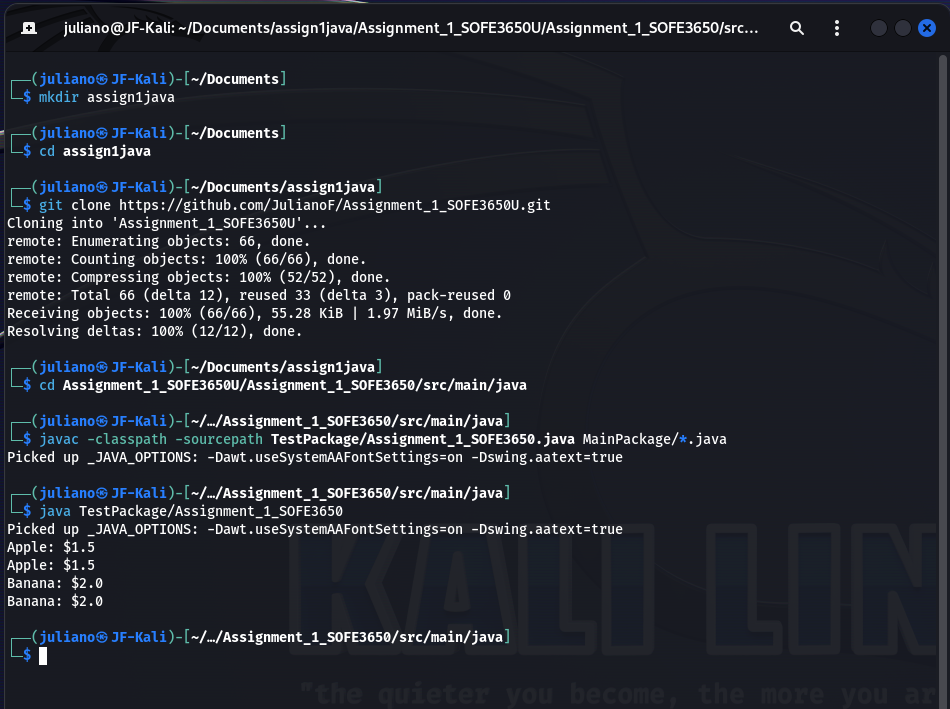 juliano@JF-Kali: ~/Documents/assign1java/Assignment_1_SOFE3650U/Assignment_1_SOFE3650/src...
┌──(juliano㉿JF-Kali)-[~/Documents]
└─$ mkdir assign1java
┌──(juliano㉿JF-Kali)-[~/Documents]
└─$ cd assign1java
┌──(juliano㉿JF-Kali)-[~/Documents/assign1java]
└─$ git clone https://github.com/JulianoF/Assignment_1_SOFE3650U.git
Cloning into 'Assignment_1_SOFE3650U'...
remote: Enumerating objects: 66, done.
remote: Counting objects: 100% (66/66), done.
remote: Compressing objects: 100% (52/52), done.
remote: Total 66 (delta 12), reused 33 (delta 3), pack-reused 0
Receiving objects: 100% (66/66), 55.28 KiB | 1.97 MiB/s, done.
Resolving deltas: 100% (12/12), done.
┌──(juliano㉿JF-Kali)-[~/Documents/assign1java]
└─$ cd Assignment_1_SOFE3650U/Assignment_1_SOFE3650/src/main/java
┌──(juliano㉿JF-Kali)-[~/…/Assignment_1_SOFE3650/src/main/java]
└─$ javac -classpath -sourcepath TestPackage/Assignment_1_SOFE3650.java MainPackage/*.java
Picked up _JAVA_OPTIONS: -Dawt.useSystemAAFontSettings=on -Dswing.aatext=true
┌──(juliano㉿JF-Kali)-[~/…/Assignment_1_SOFE3650/src/main/java]
└─$ java TestPackage/Assignment_1_SOFE3650
Picked up _JAVA_OPTIONS: -Dawt.useSystemAAFontSettings=on -Dswing.aatext=true
Apple: $1.5
Apple: $1.5
Banana: $2.0
Banana: $2.0
┌──(juliano㉿JF-Kali)-[~/…/Assignment_1_SOFE3650/src/main/java]
└─$
KALI LIN
"the quieter you become, the more you ar